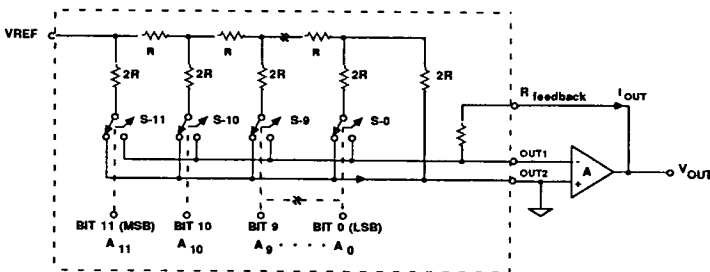 VREF
R R R
2R 2R 2R 2R 2R
R feedback I OUT
S-11 S-10 S-9 S-0
OUT1
OUT2
- A +
V OUT
BIT 11 (MSB) BIT 10 BIT 9 BIT 0 (LSB)
A 11 A 10 A 9 · · · · · A 0